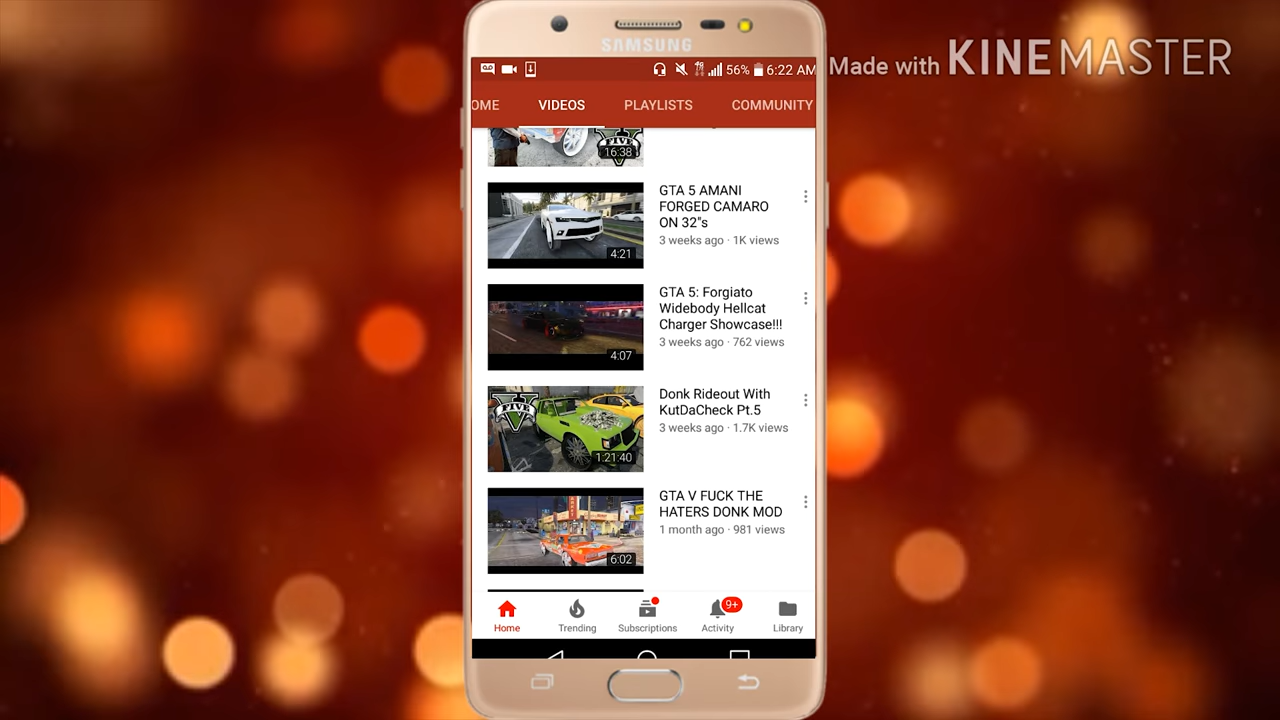 SAMSUNG
Made with KINEMASTER
56% 6:22 AM
OME VIDEOS PLAYLISTS COMMUNITY
FIVE
16:38
GTA 5 AMANI
FORGED CAMARO
ON 32"s
3 weeks ago · 1K views
4:21
GTA 5: Forgiato
Widebody Hellcat
Charger Showcase!!!
3 weeks ago · 762 views
4:07
FIVE
Donk Rideout With
KutDaCheck Pt.5
3 weeks ago · 1.7K views
1:21:40
GTA V FUCK THE
HATERS DONK MOD
1 month ago · 981 views
6:02
9+
Home Trending Subscriptions Activity Library